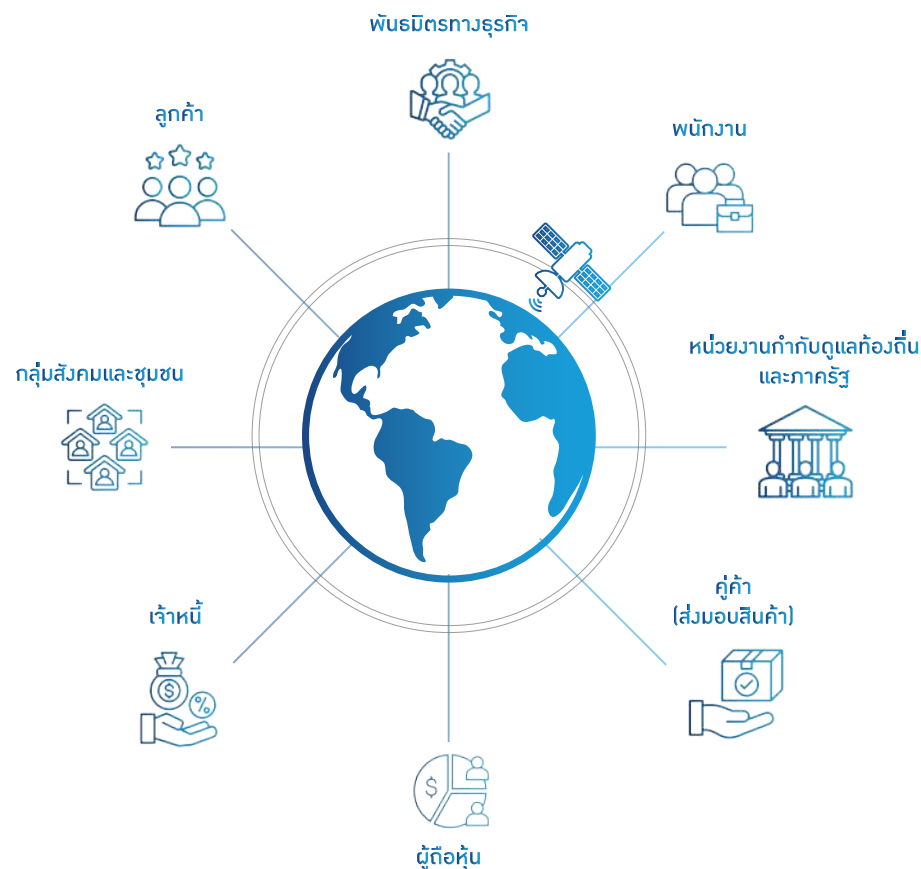 พันธมิตรทางธุรกิจ
ลูกค้า
พนักงาน
หน่วยงานกำกับดูแลท้องถิ่น
และภาครัฐ
กลุ่มสังคมและชุมชน
คู่ค้า
(ส่งมอบสินค้า)
เจ้าหนี้
$
%
$
ผู้ถือหุ้น